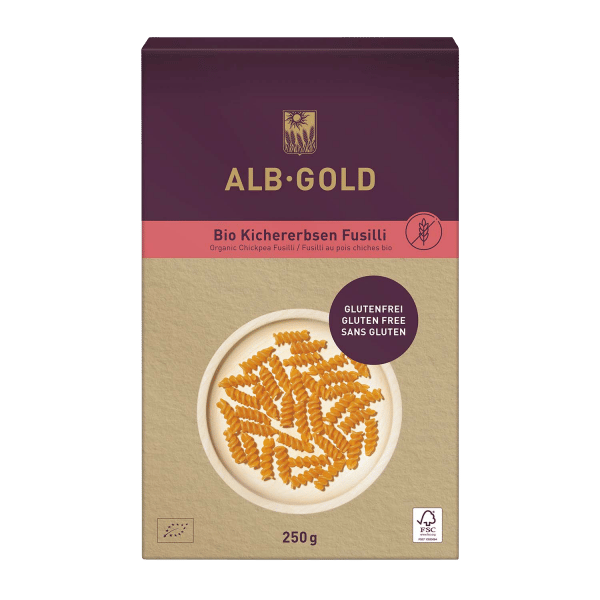 ALB·GOLD
Bio Kichererbsen Fusilli
Organic Chickpea Fusilli / Fusilli au pois chiches bio
GLUTENFREI
GLUTEN FREE
SANS GLUTEN
250g
FSC